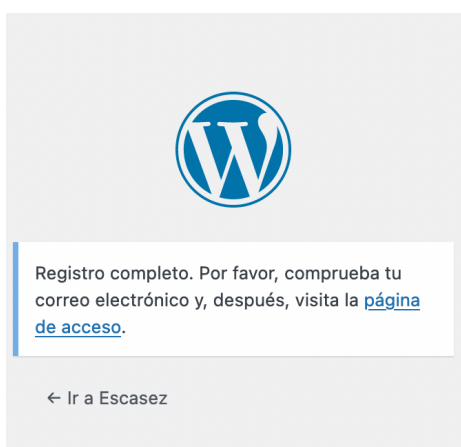 Registro completo. Por favor, comprueba tu
correo electrónico y, después, visita la página
de acceso.
← Ir a Escasez